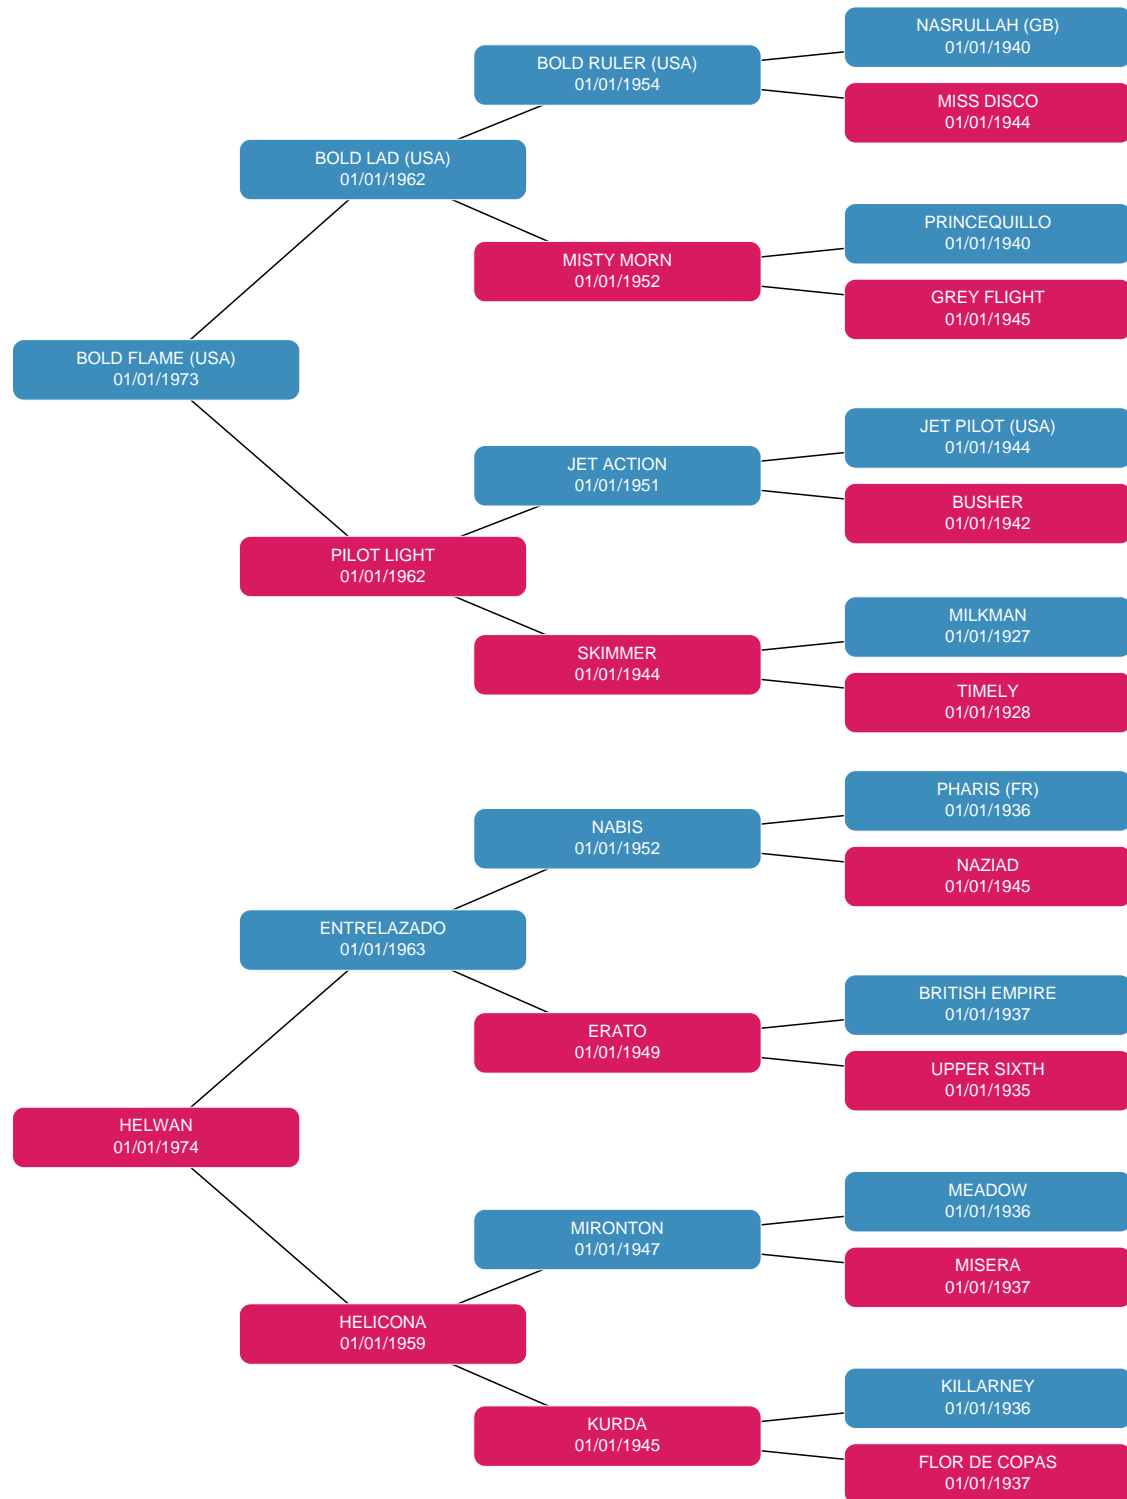 NASRULLAH (GB)
01/01/1940
BOLD RULER (USA)
01/01/1954
MISS DISCO
01/01/1944
BOLD LAD (USA)
01/01/1962
PRINCEQUILLO
01/01/1940
MISTY MORN
01/01/1952
GREY FLIGHT
01/01/1945
BOLD FLAME (USA)
01/01/1973
JET PILOT (USA)
01/01/1944
JET ACTION
01/01/1951
BUSHER
01/01/1942
PILOT LIGHT
01/01/1962
MILKMAN
01/01/1927
SKIMMER
01/01/1944
TIMELY
01/01/1928
PHARIS (FR)
01/01/1936
NABIS
01/01/1952
NAZIAD
01/01/1945
ENTRELAZADO
01/01/1963
BRITISH EMPIRE
01/01/1937
ERATO
01/01/1949
UPPER SIXTH
01/01/1935
HELWAN
01/01/1974
MEADOW
01/01/1936
MIRONTON
01/01/1947
MISERA
01/01/1937
HELICONA
01/01/1959
KILLARNEY
01/01/1936
KURDA
01/01/1945
FLOR DE COPAS
01/01/1937